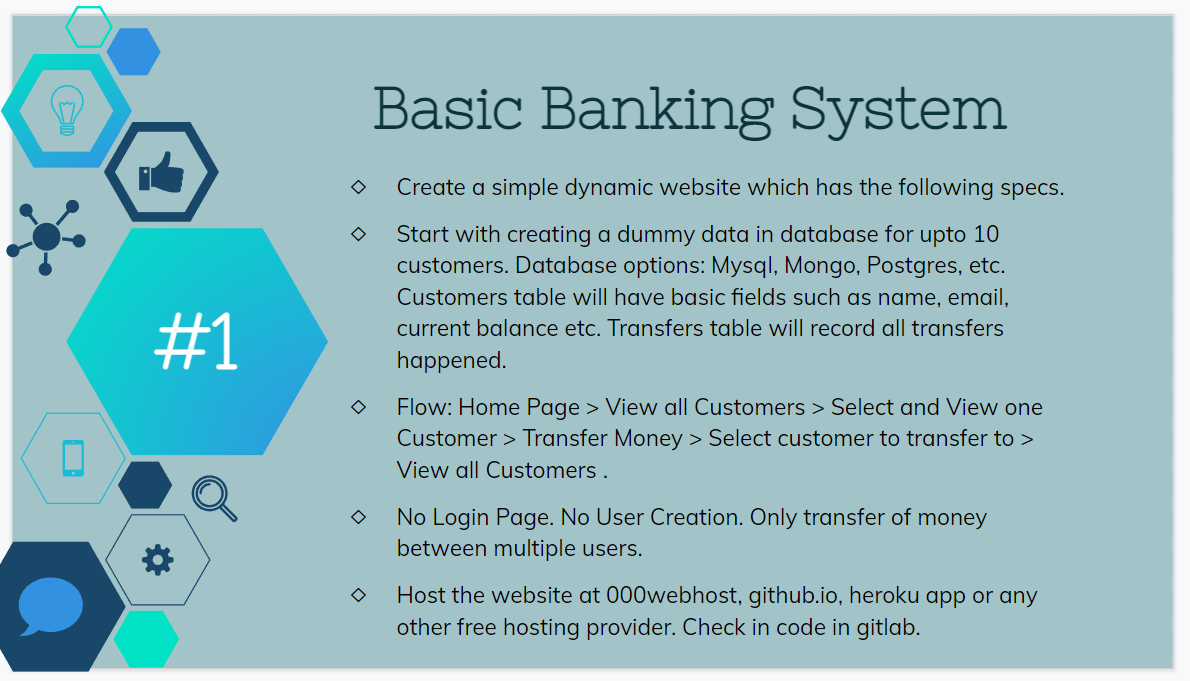 Basic Banking System
Create a simple dynamic website which has the following specs.
Start with creating a dummy data in database for upto 10
customers. Database options: Mysql, Mongo, Postgres, etc.
Customers table will have basic fields such as name, email,
current balance etc. Transfers table will record all transfers
happened.
#1
Flow: Home Page > View all Customers > Select and View one
Customer > Transfer Money > Select customer to transfer to >
View all Customers .
No Login Page. No User Creation. Only transfer of money
between multiple users.
Host the website at 000webhost, github.io, heroku app or any
other free hosting provider. Check in code in gitlab.